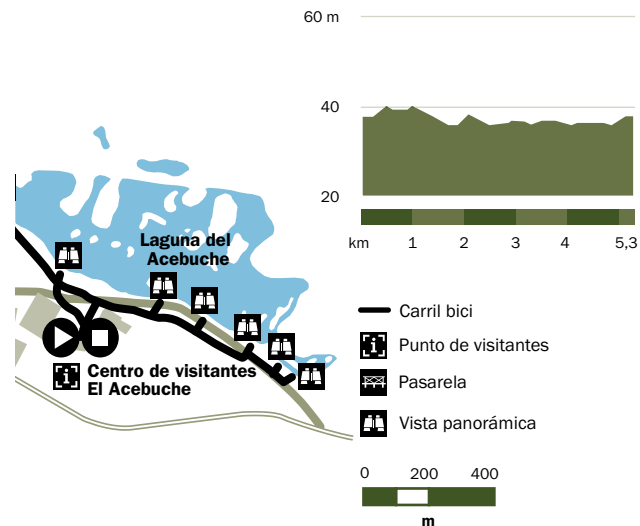 60 m
40
20
km 1 2 3 4 5,3
Laguna del
Acebuche
Centro de visitantes
El Acebuche
Carril bici
Punto de visitantes
Pasarela
Vista panorámica
0 200 400
m